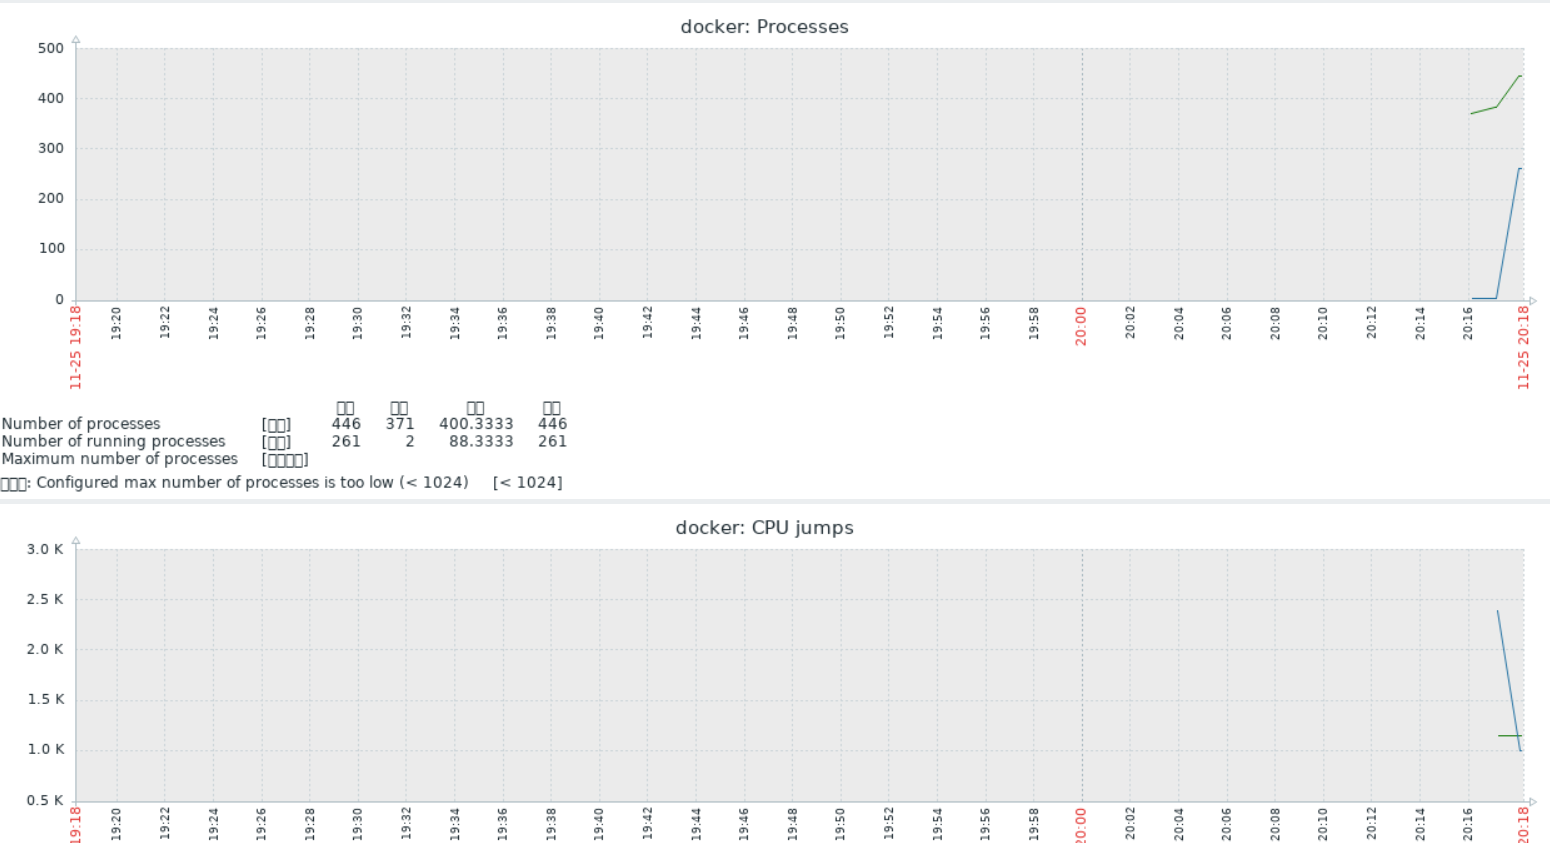 docker: Processes
500
400
300
200
100
0
11-25 19:18 19:20 19:22 19:24 19:26 19:28 19:30 19:32 19:34 19:36 19:38 19:40 19:42 19:44 19:46 19:48 19:50 19:52 19:54 19:56 19:58 20:00 20:02 20:04 20:06 20:08 20:10 20:12 20:14 20:16 11-25 20:18
Number of processes 446 371 400.3333 446
Number of running processes 261 2 88.3333 261
Maximum number of processes
: Configured max number of processes is too low (< 1024) [< 1024]
docker: CPU jumps
3.0 K
2.5 K
2.0 K
1.5 K
1.0 K
0.5 K
19:18 19:20 19:22 19:24 19:26 19:28 19:30 19:32 19:34 19:36 19:38 19:40 19:42 19:44 19:46 19:48 19:50 19:52 19:54 19:56 19:58 20:00 20:02 20:04 20:06 20:08 20:10 20:12 20:14 20:16 20:18